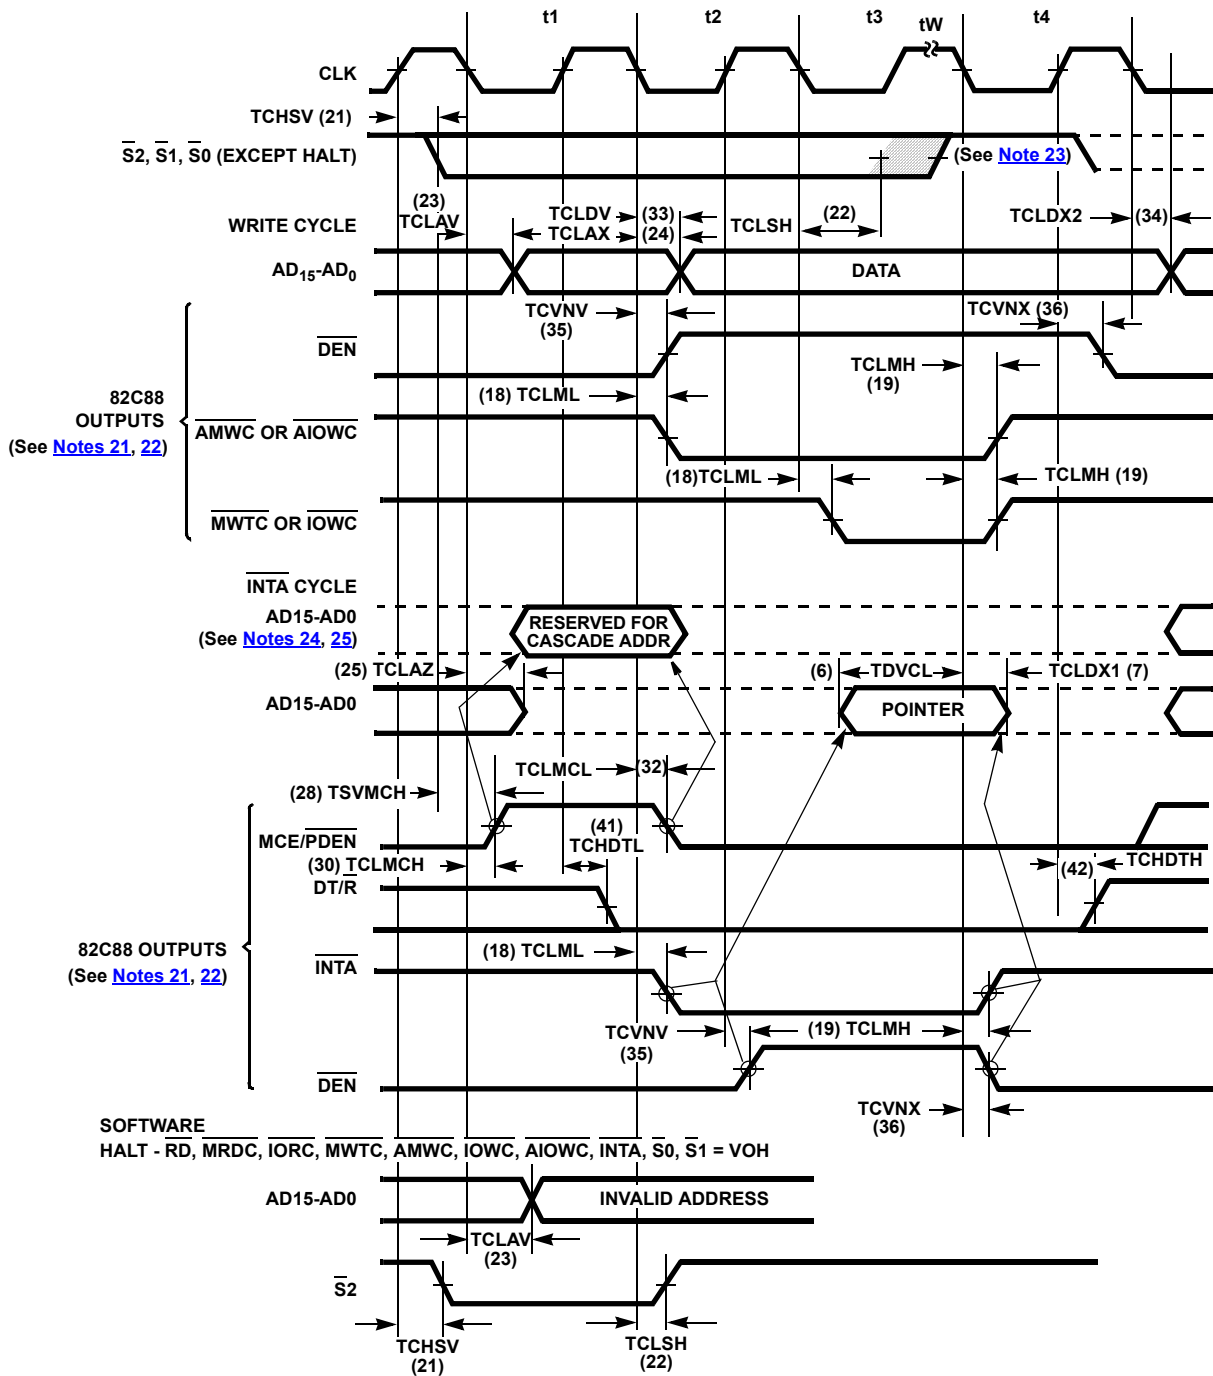 t1 t2 t3 tW t4
CLK
TCHSV (21)
S2, S1, S0 (EXCEPT HALT)
(See Note 23)
(23)
TCLAV
WRITE CYCLE
TCLDV (33)
TCLAX (24)
TCLSH (22)
TCLDX2 (34)
AD15-AD0
DATA
TCVNV
(35)
TCVNX (36)
DEN
TCLMH
(19)
(18) TCLML
82C88
OUTPUTS
(See Notes 21, 22)
AMWC OR AIOWC
(18)TCLML
TCLMH (19)
MWTC OR IOWC
INTA CYCLE
AD15-AD0
(See Notes 24, 25)
RESERVED FOR
CASCADE ADDR
(25) TCLAZ
(6) TDVCL
TCLDX1 (7)
AD15-AD0
POINTER
TCLMCL (32)
(28) TSVMCH
MCE/PDEN
(41)
TCHDTL
(30) TCLMCH
(42) TCHDTH
DT/R
82C88 OUTPUTS
(See Notes 21, 22)
(18) TCLML
INTA
TCVNV
(35)
(19) TCLMH
DEN
TCVNX
(36)
SOFTWARE
HALT - RD, MRDC, IORC, MWTC, AMWC, IOWC, AIOWC, INTA, S0, S1 = VOH
AD15-AD0
INVALID ADDRESS
TCLAV
(23)
S2
TCHSV
(21)
TCLSH
(22)